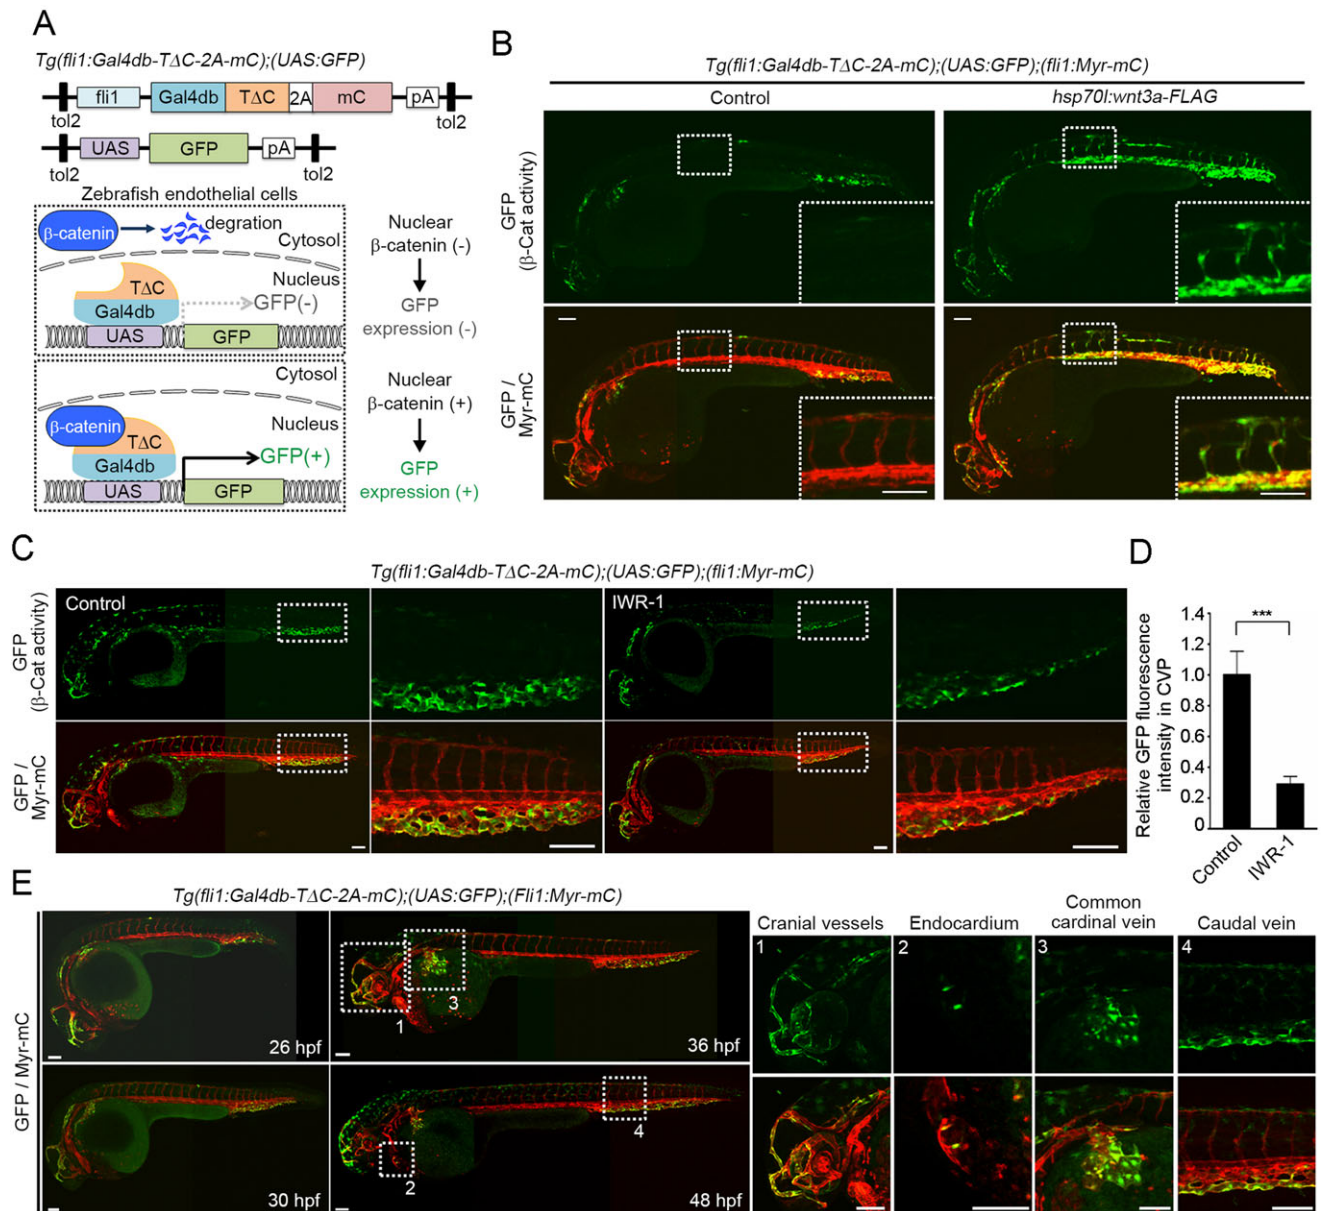 A
Tg(fli1:Gal4db-TΔC-2A-mC);(UAS:GFP)
fli1
Gal4db
TΔC
2A
mC
pA
tol2
tol2
UAS
GFP
pA
tol2
tol2
Zebrafish endothelial cells
β-catenin
degration
Cytosol
Nucleus
TΔC
Gal4db
GFP(-)
UAS
GFP
Nuclear
β-catenin (-)
GFP
expression (-)
Cytosol
Nucleus
β-catenin
TΔC
Gal4db
GFP(+)
UAS
GFP
Nuclear
β-catenin (+)
GFP
expression (+)
B
Tg(fli1:Gal4db-TΔC-2A-mC);(UAS:GFP);(fli1:Myr-mC)
Control
hsp70l:wnt3a-FLAG
GFP
(β-Cat activity)
GFP /
Myr-mC
C
Tg(fli1:Gal4db-TΔC-2A-mC);(UAS:GFP);(fli1:Myr-mC)
Control
IWR-1
GFP
(β-Cat activity)
GFP /
Myr-mC
D
Relative GFP fluorescence
intensity in CVP
1.4
1.2
1.0
0.8
0.6
0.4
0.2
0
***
Control
IWR-1
E
Tg(fli1:Gal4db-TΔC-2A-mC);(UAS:GFP);(Fli1:Myr-mC)
GFP / Myr-mC
26 hpf
1
3
36 hpf
30 hpf
2
4
48 hpf
Cranial vessels
Endocardium
Common
cardinal vein
Caudal vein
1
2
3
4